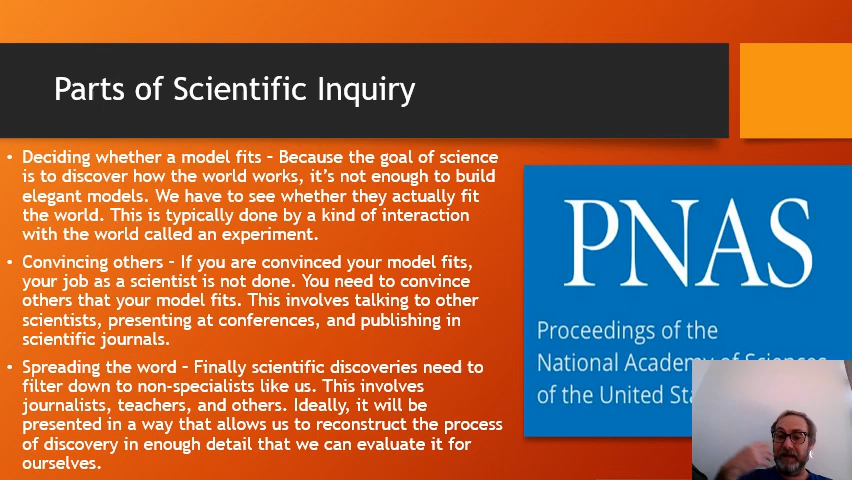 Parts of Scientific Inquiry
• Deciding whether a model fits – Because the goal of science
is to discover how the world works, it's not enough to build
elegant models. We have to see whether they actually fit
the world. This is typically done by a kind of interaction
with the world called an experiment.
• Convincing others – If you are convinced your model fits,
your job as a scientist is not done. You need to convince
others that your model fits. This involves talking to other
scientists, presenting at conferences, and publishing in
scientific journals.
• Spreading the word – Finally scientific discoveries need to
filter down to non-specialists like us. This involves
journalists, teachers, and others. Ideally, it will be
presented in a way that allows us to reconstruct the process
of discovery in enough detail that we can evaluate it for
ourselves.
PNAS
Proceedings of the
National Academy of Sciences
of the United